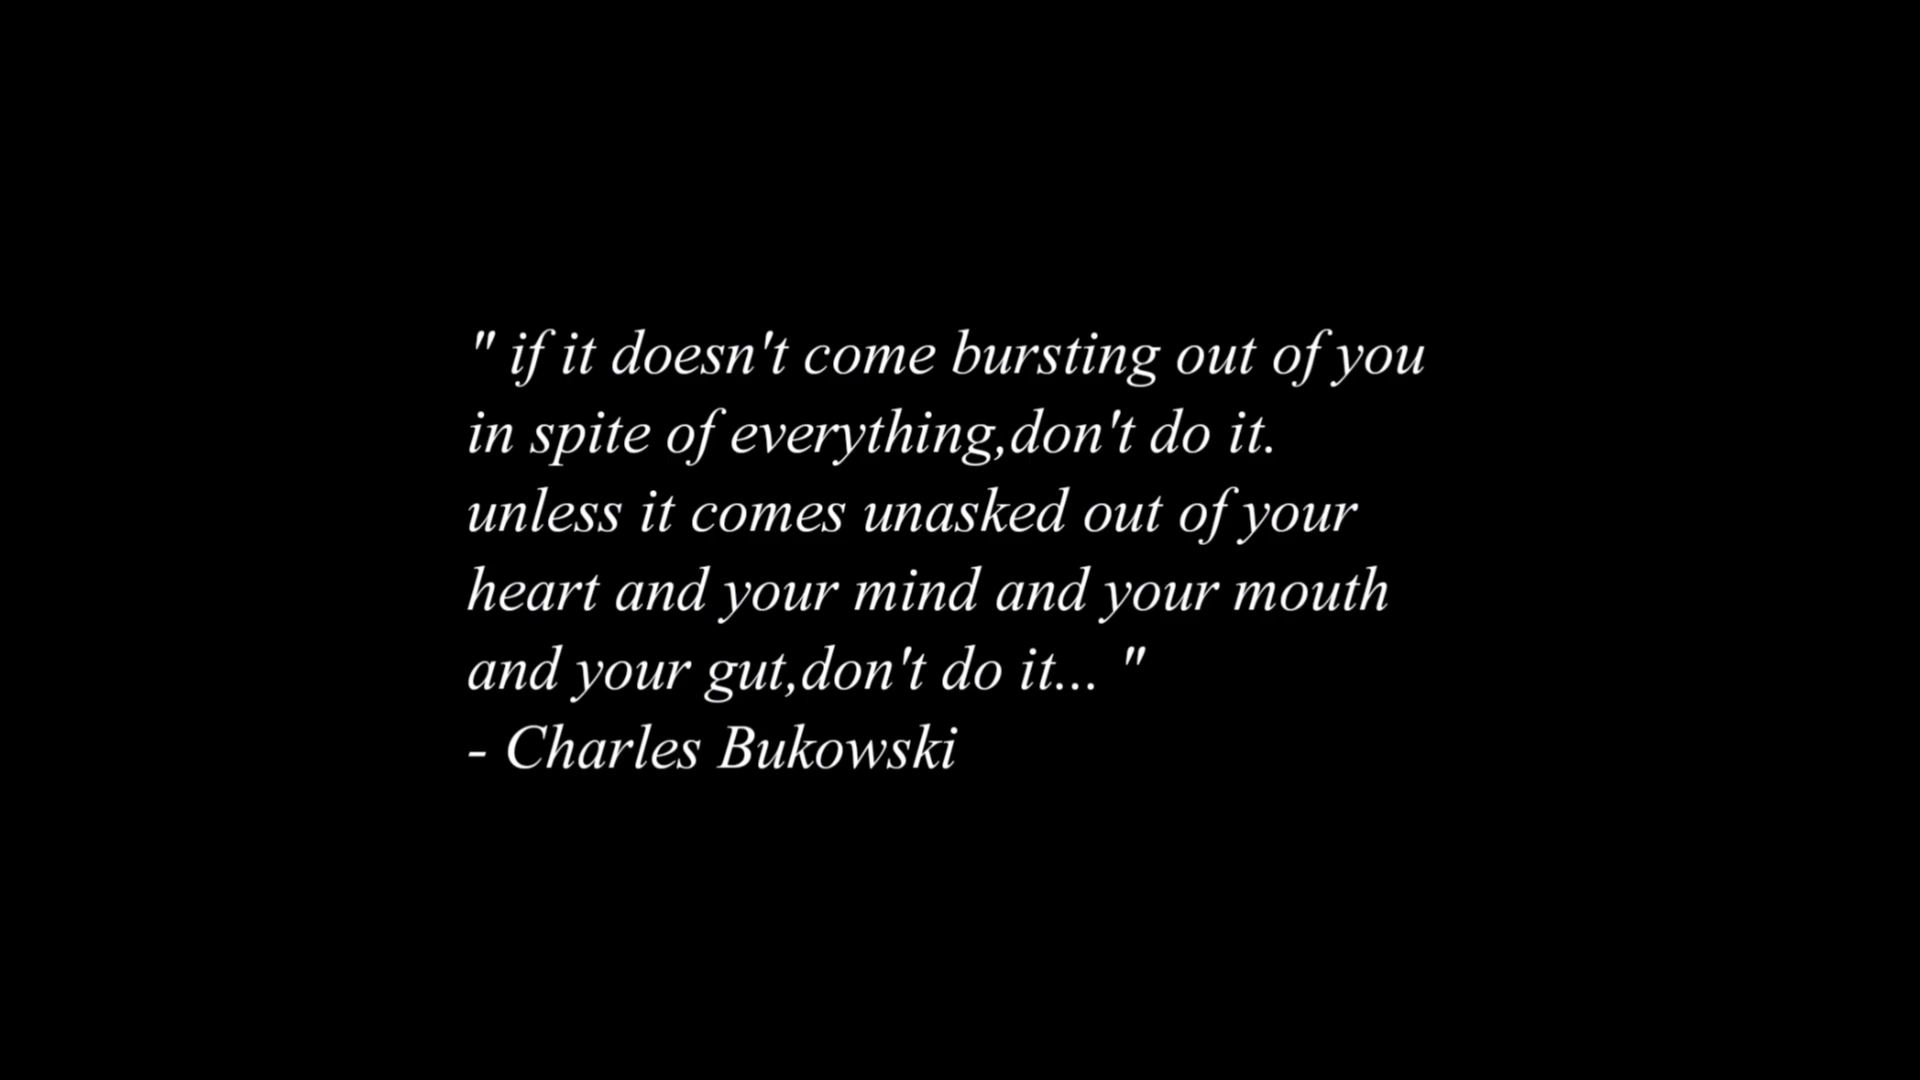 " if it doesn't come bursting out of you
in spite of everything,don't do it.
unless it comes unasked out of your
heart and your mind and your mouth
and your gut,don't do it... "
- Charles Bukowski